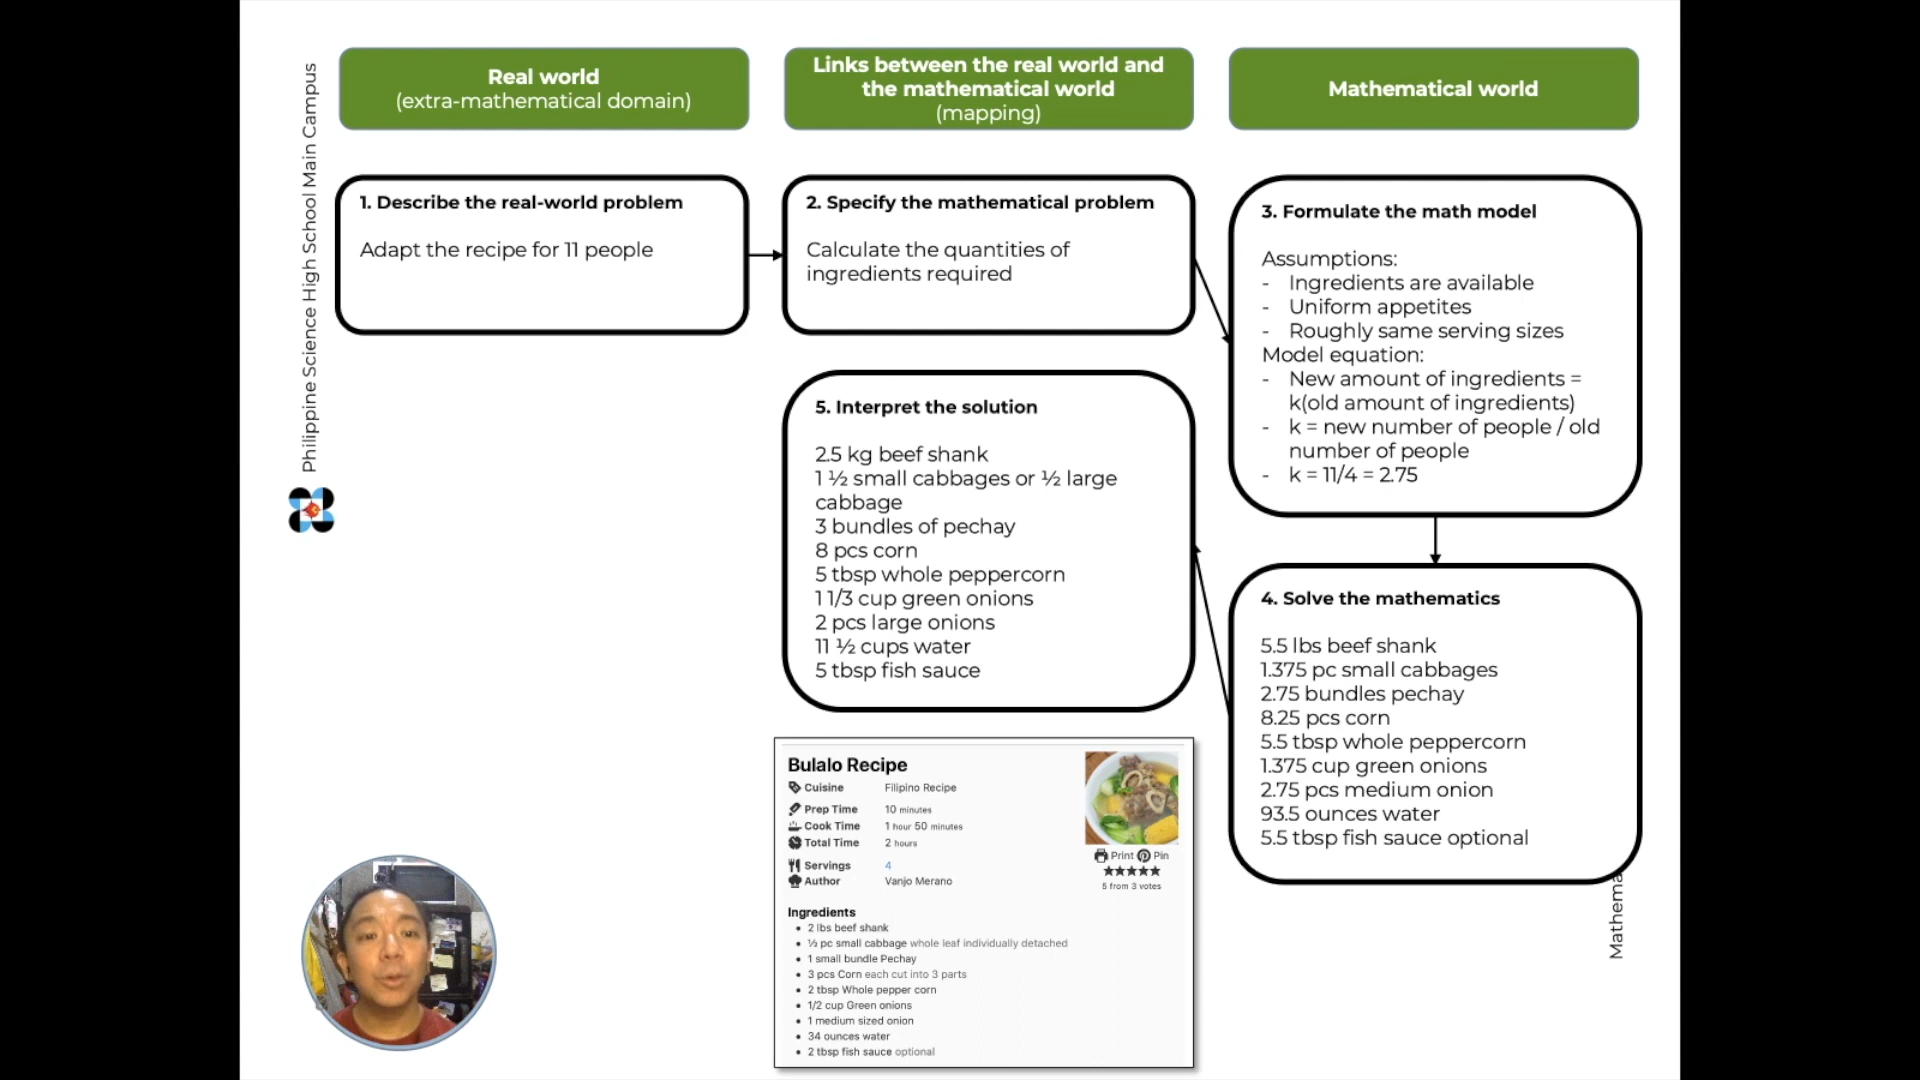 Real world
(extra-mathematical domain)
Links between the real world and
the mathematical world
(mapping)
Mathematical world
Philippine Science High School Main Campus
1. Describe the real-world problem
Adapt the recipe for 11 people
2. Specify the mathematical problem
Calculate the quantities of
ingredients required
3. Formulate the math model
Assumptions:
- Ingredients are available
- Uniform appetites
- Roughly same serving sizes
Model equation:
- New amount of ingredients =
k(old amount of ingredients)
- k = new number of people / old
number of people
- k = 11/4 = 2.75
4. Solve the mathematics
5.5 lbs beef shank
1.375 pc small cabbages
2.75 bundles pechay
8.25 pcs corn
5.5 tbsp whole peppercorn
1.375 cup green onions
2.75 pcs medium onion
93.5 ounces water
5.5 tbsp fish sauce optional
5. Interpret the solution
2.5 kg beef shank
1 ½ small cabbages or ½ large
cabbage
3 bundles of pechay
8 pcs corn
5 tbsp whole peppercorn
1 1/3 cup green onions
2 pcs large onions
11 ½ cups water
5 tbsp fish sauce
Bulalo Recipe
Cuisine Filipino Recipe
Prep Time 10 minutes
Cook Time 1 hour 50 minutes
Total Time 2 hours
Servings 4
Author Vanjo Merano
Print Pin
5 from 3 votes
Ingredients
• 2 lbs beef shank
• ½ pc small cabbage whole leaf individually detached
• 1 small bundle Pechay
• 3 pcs Corn each cut into 3 parts
• 2 tbsp Whole pepper corn
• 1/2 cup Green onions
• 1 medium sized onion
• 34 ounces water
• 2 tbsp fish sauce optional
Mathema